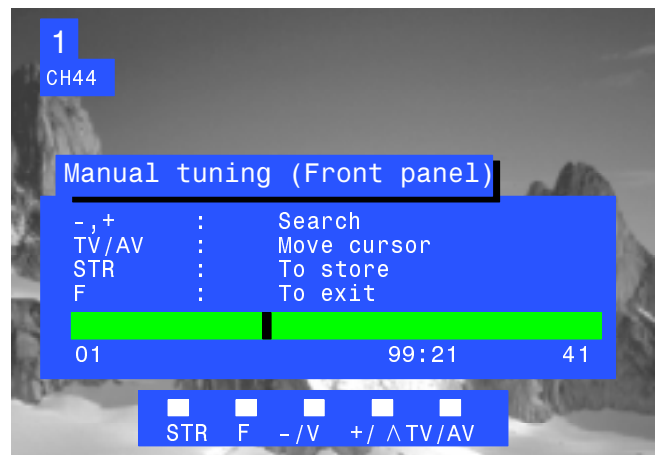 1
CH44
Manual tuning (Front panel)
-,+ : Search
TV/AV : Move cursor
STR : To store
F : To exit
01 99:21 41
STR F -/V +/ΛTV/AV